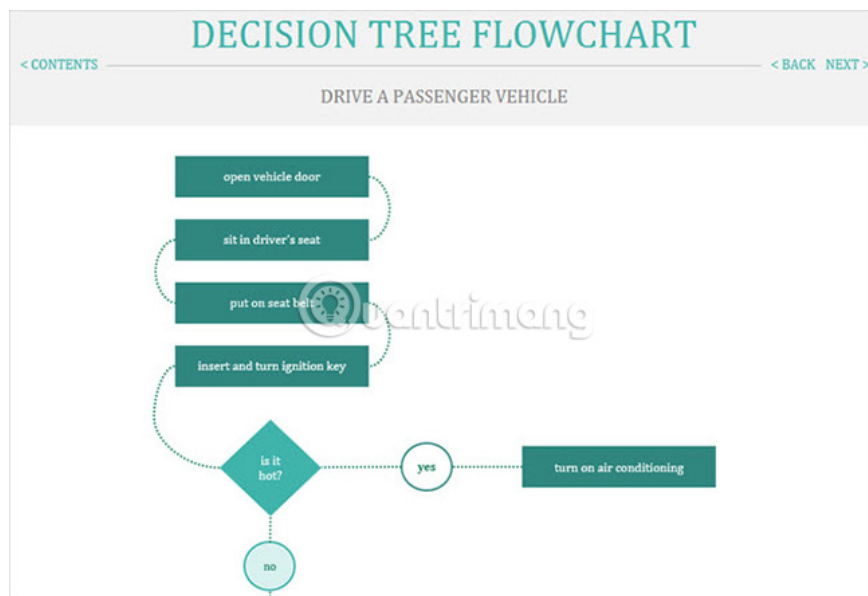 DECISION TREE FLOWCHART
< CONTENTS
< BACK NEXT >
DRIVE A PASSENGER VEHICLE
open vehicle door
sit in driver's seat
put on seat belt
Quantrimang
insert and turn ignition key
is it
hot?
yes
turn on air conditioning
no